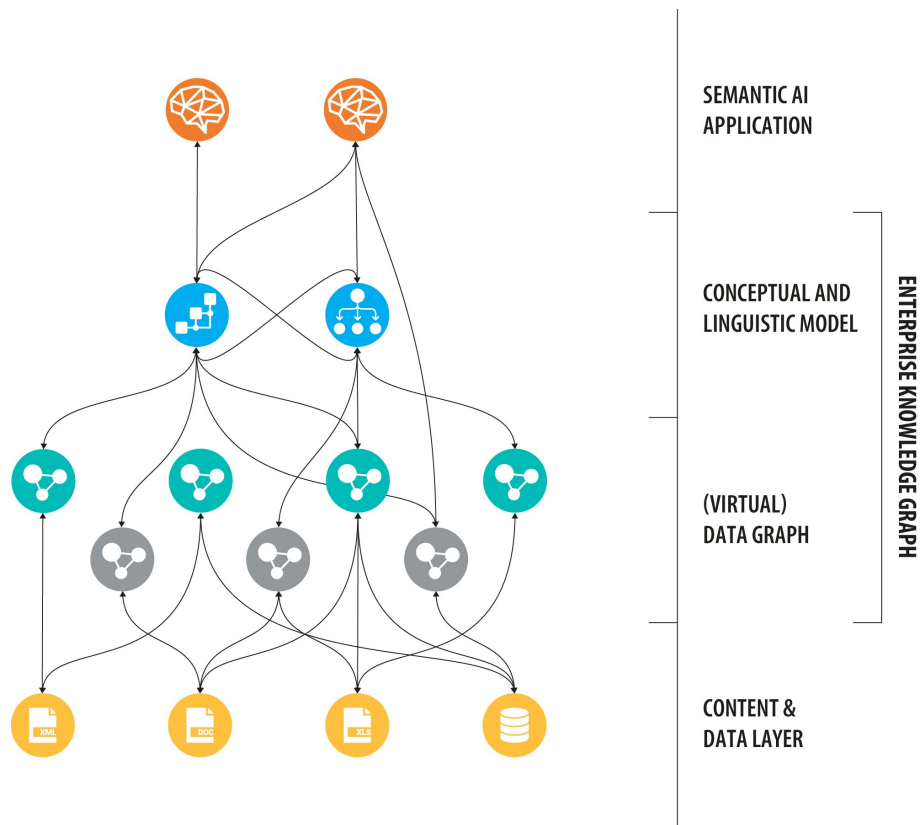 SEMANTIC AI
APPLICATION
CONCEPTUAL AND
LINGUISTIC MODEL
ENTERPRISE KNOWLEDGE GRAPH
(VIRTUAL)
DATA GRAPH
XML
DOC
XLS
CONTENT &
DATA LAYER